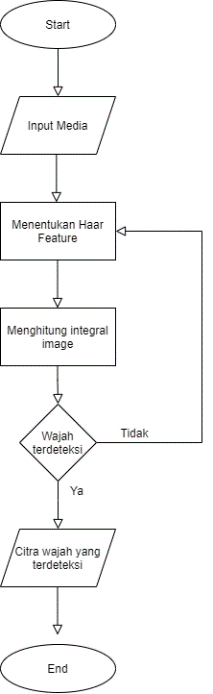 Start
Input Media
Menentukan Haar
Feature
Menghitung integral
image
Wajah
terdeteksi
Tidak
Ya
Citra wajah yang
terdeteksi
End